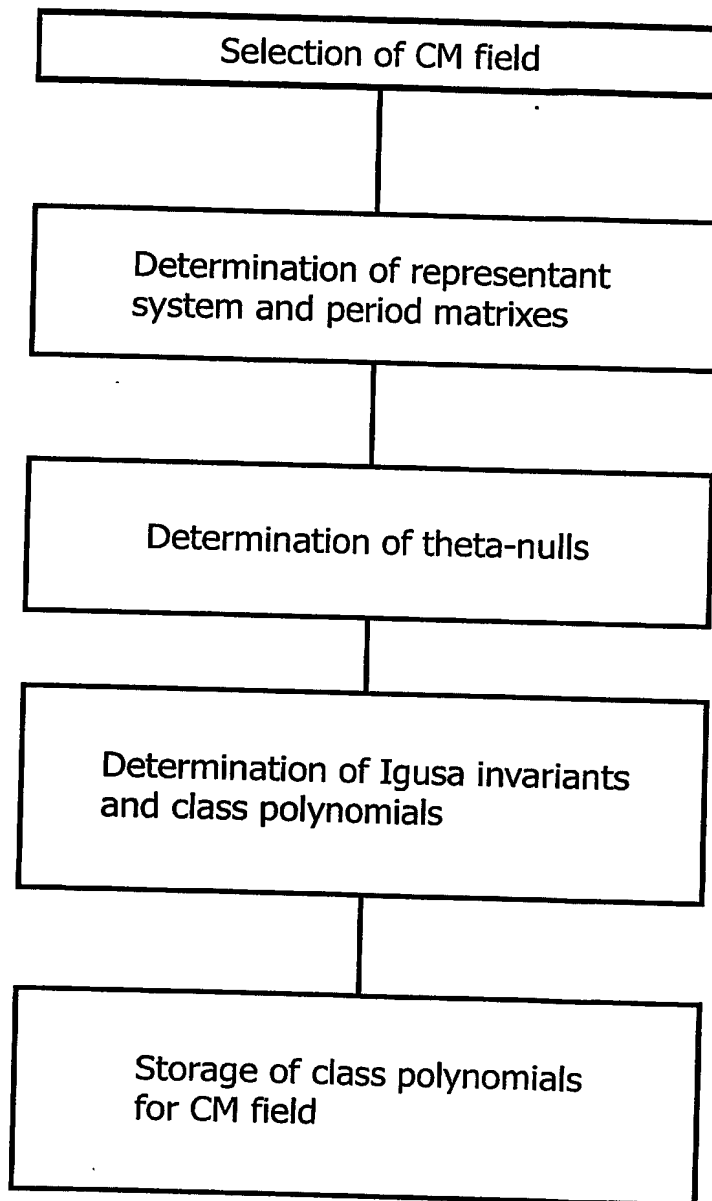 Selection of CM field
Determination of representant
system and period matrixes
Determination of theta-nulls
Determination of Igusa invariants
and class polynomials
Storage of class polynomials
for CM field